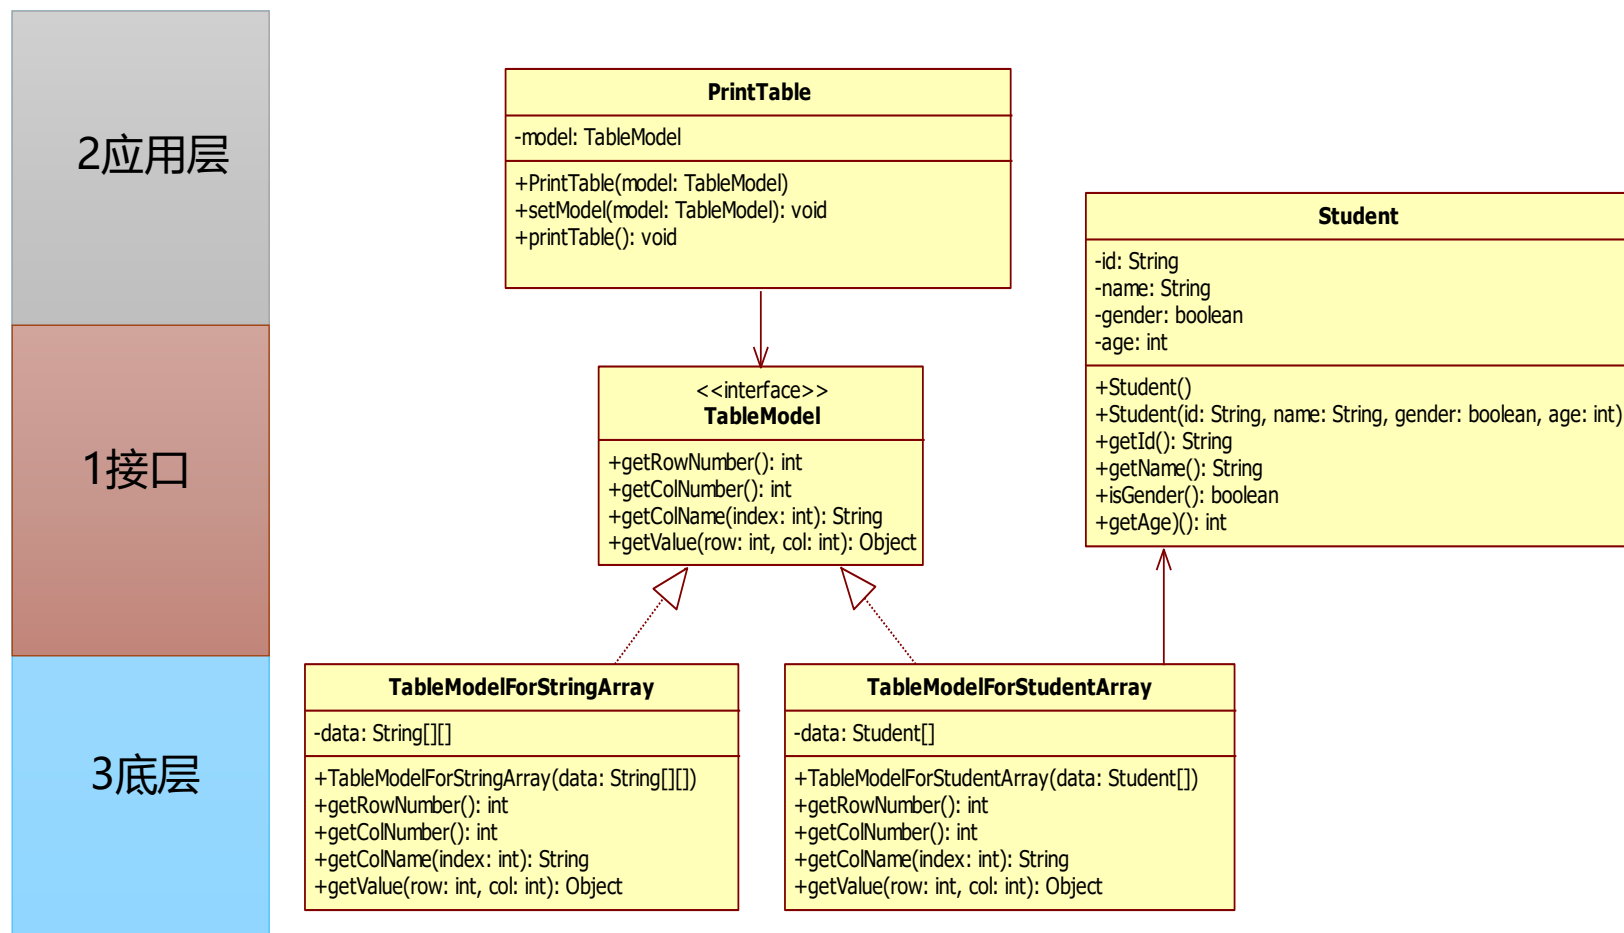 2应用层
1接口
3底层
PrintTable
-model: TableModel
+PrintTable(model: TableModel)
+setModel(model: TableModel): void
+printTable(): void
Student
-id: String
-name: String
-gender: boolean
-age: int
+Student()
+Student(id: String, name: String, gender: boolean, age: int)
+getId(): String
+getName(): String
+isGender(): boolean
+getAge)(): int
<<interface>>
TableModel
+getRowNumber(): int
+getColNumber(): int
+getColName(index: int): String
+getValue(row: int, col: int): Object
TableModelForStringArray
-data: String[][]
+TableModelForStringArray(data: String[][])
+getRowNumber(): int
+getColNumber(): int
+getColName(index: int): String
+getValue(row: int, col: int): Object
TableModelForStudentArray
-data: Student[]
+TableModelForStudentArray(data: Student[])
+getRowNumber(): int
+getColNumber(): int
+getColName(index: int): String
+getValue(row: int, col: int): Object